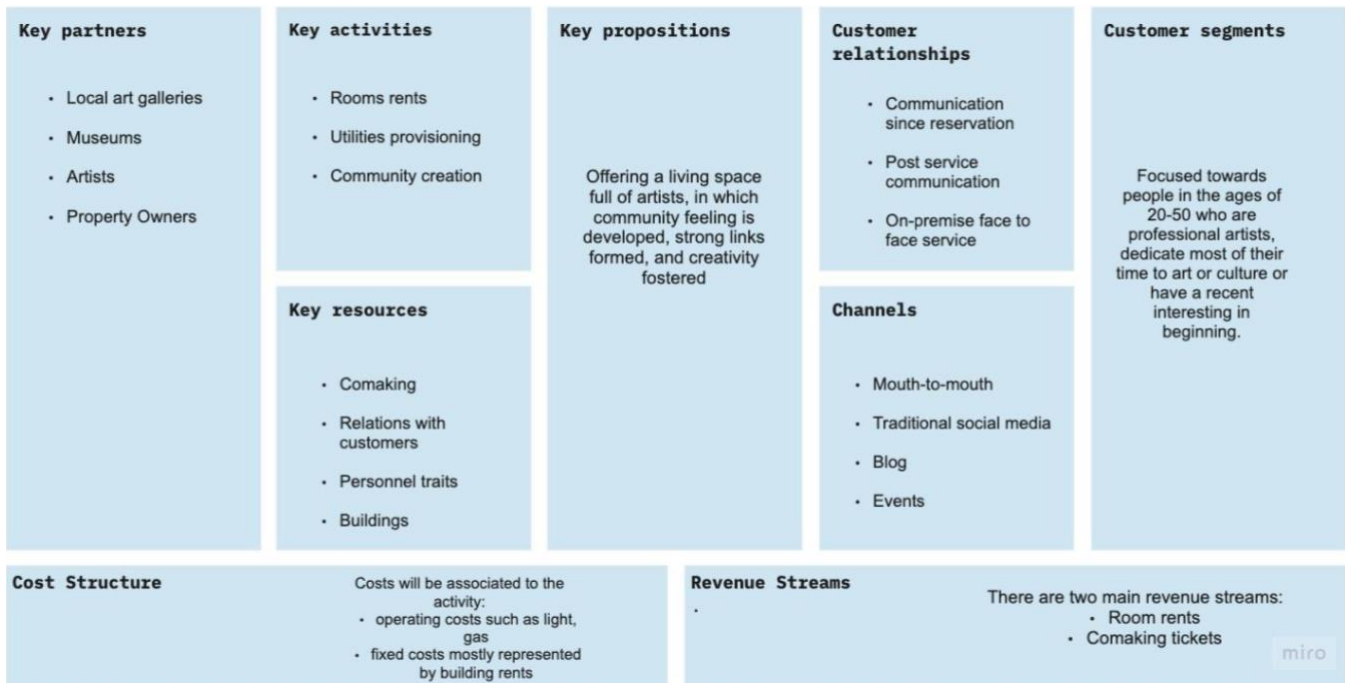 Key partners
• Local art galleries
• Museums
• Artists
• Property Owners
Key activities
• Rooms rents
• Utilities provisioning
• Community creation
Key resources
• Comaking
• Relations with
customers
• Personnel traits
• Buildings
Key propositions
Offering a living space
full of artists, in which
community feeling is
developed, strong links
formed, and creativity
fostered
Customer
relationships
• Communication
since reservation
• Post service
communication
• On-premise face to
face service
Channels
• Mouth-to-mouth
• Traditional social media
• Blog
• Events
Customer segments
Focused towards
people in the ages of
20-50 who are
professional artists,
dedicate most of their
time to art or culture or
have a recent
interesting in
beginning.
Cost Structure
Costs will be associated to the
activity:
• operating costs such as light,
gas
• fixed costs mostly represented
by building rents
Revenue Streams
•
There are two main revenue streams:
• Room rents
• Comaking tickets
miro